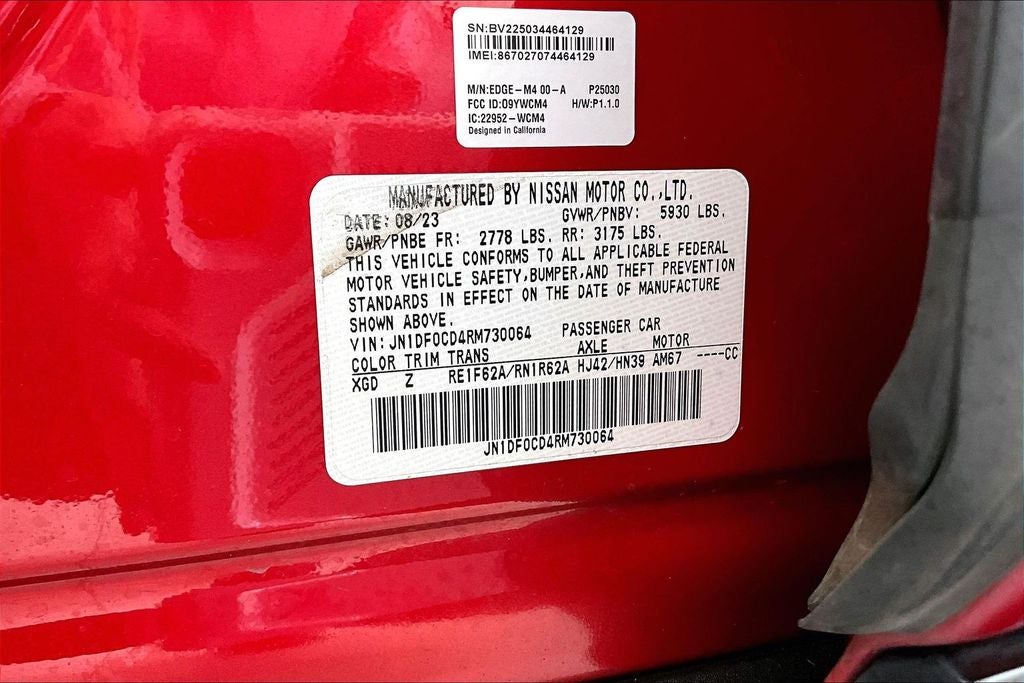 SN:BV225034464129
IMEI:867027074464129
M/N:EDGE-M4 00-A P25030
FCC ID:O9YWCM4 H/W:P1.1.0
IC:22952-WCM4
Designed in California
MANUFACTURED BY NISSAN MOTOR CO.,LTD.
DATE: 08/23 GVWR/PNBV: 5930 LBS.
GAWR/PNBE FR: 2778 LBS. RR: 3175 LBS.
THIS VEHICLE CONFORMS TO ALL APPLICABLE FEDERAL
MOTOR VEHICLE SAFETY,BUMPER,AND THEFT PREVENTION
STANDARDS IN EFFECT ON THE DATE OF MANUFACTURE
SHOWN ABOVE.
VIN: JN1DF0CD4RM730064 PASSENGER CAR
COLOR TRIM TRANS AXLE MOTOR
XGD Z RE1F62A/RN1R62A HJ42/HN39 AM67 ----CC
JN1DF0CD4RM730064